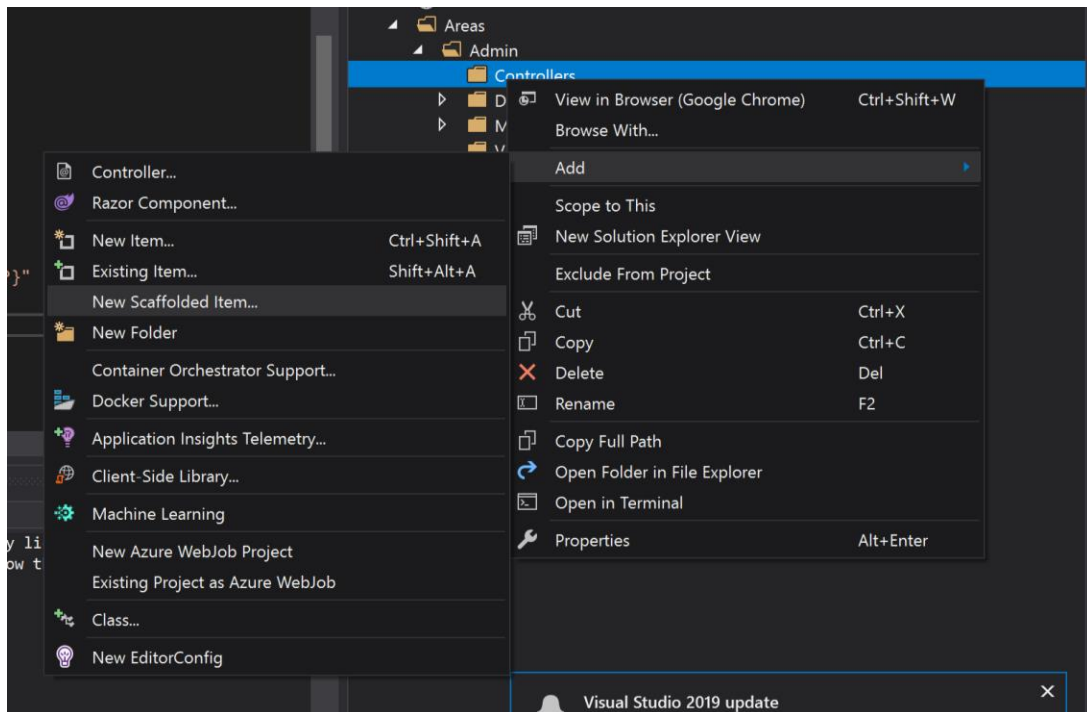 Areas
Admin
Controllers
D
M
V
View in Browser (Google Chrome) Ctrl+Shift+W
Browse With...
Add
Scope to This
New Solution Explorer View
Exclude From Project
Cut Ctrl+X
Copy Ctrl+C
Delete Del
Rename F2
Copy Full Path
Open Folder in File Explorer
Open in Terminal
Properties Alt+Enter
Controller...
Razor Component...
New Item... Ctrl+Shift+A
Existing Item... Shift+Alt+A
New Scaffolded Item...
New Folder
Container Orchestrator Support...
Docker Support...
Application Insights Telemetry...
Client-Side Library...
Machine Learning
New Azure WebJob Project
Existing Project as Azure WebJob
Class...
New EditorConfig
}"
y li
ow t
Visual Studio 2019 update